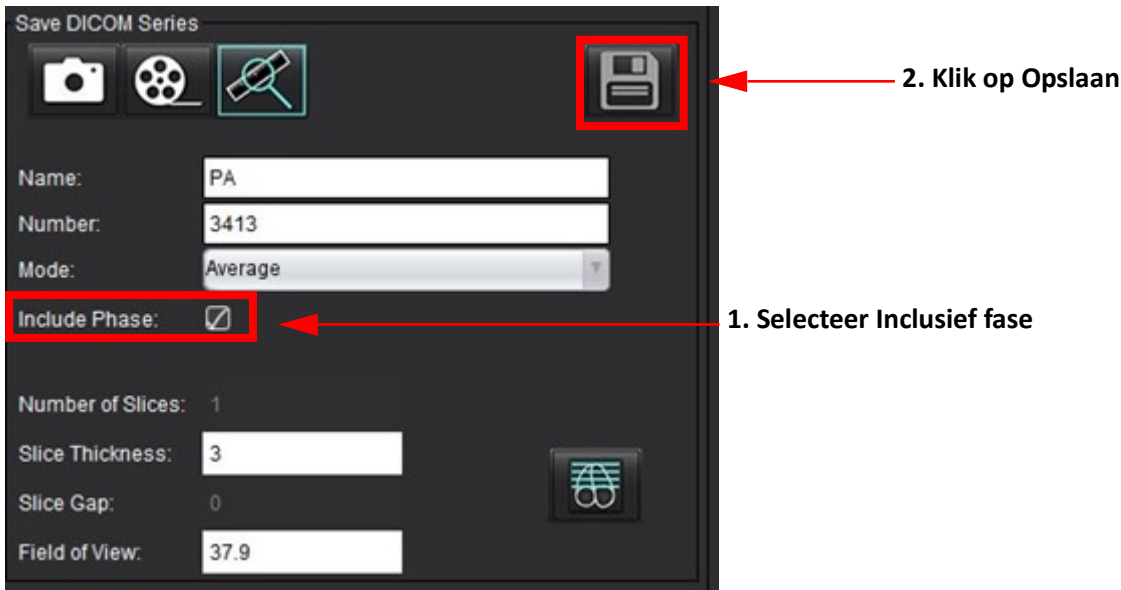 Save DICOM Series
2. Klik op Opslaan
Name: PA
Number: 3413
Mode: Average
Include Phase:
1. Selecteer Inclusief fase
Number of Slices: 1
Slice Thickness: 3
Slice Gap: 0
Field of View: 37.9